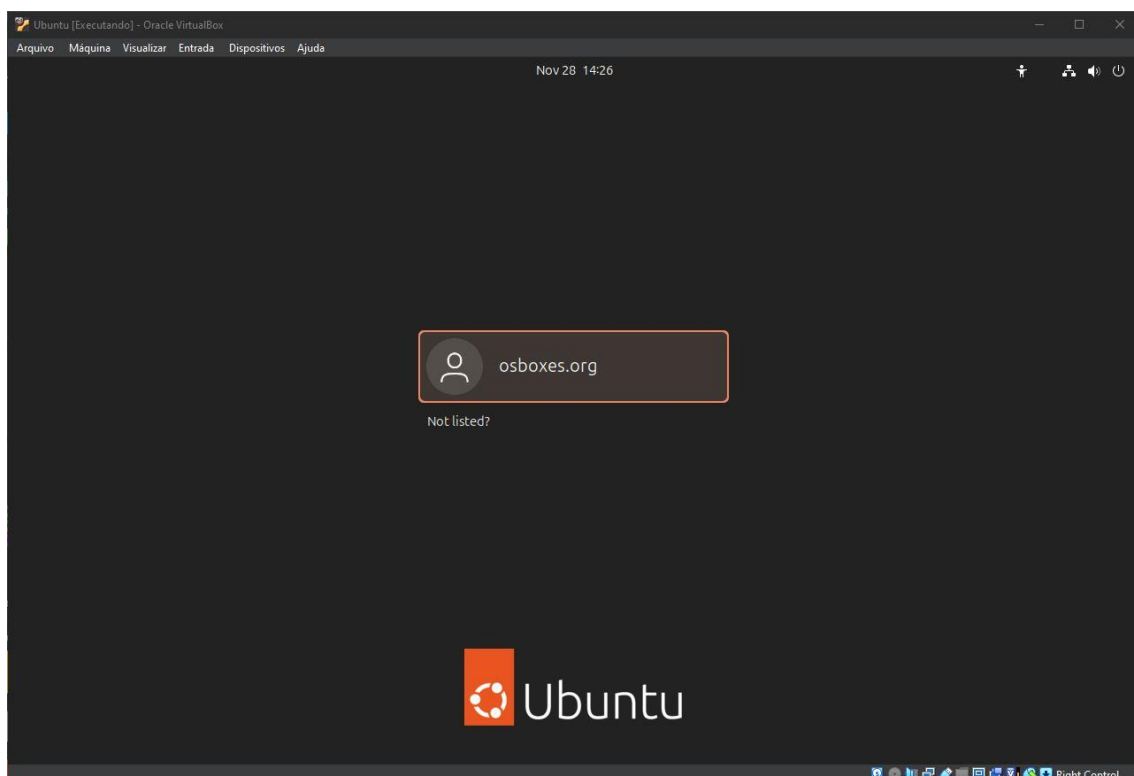 Ubuntu [Executando] - Oracle VirtualBox
Arquivo Máquina Visualizar Entrada Dispositivos Ajuda
Nov 28 14:26
osboxes.org
Not listed?
Ubuntu
Right Control